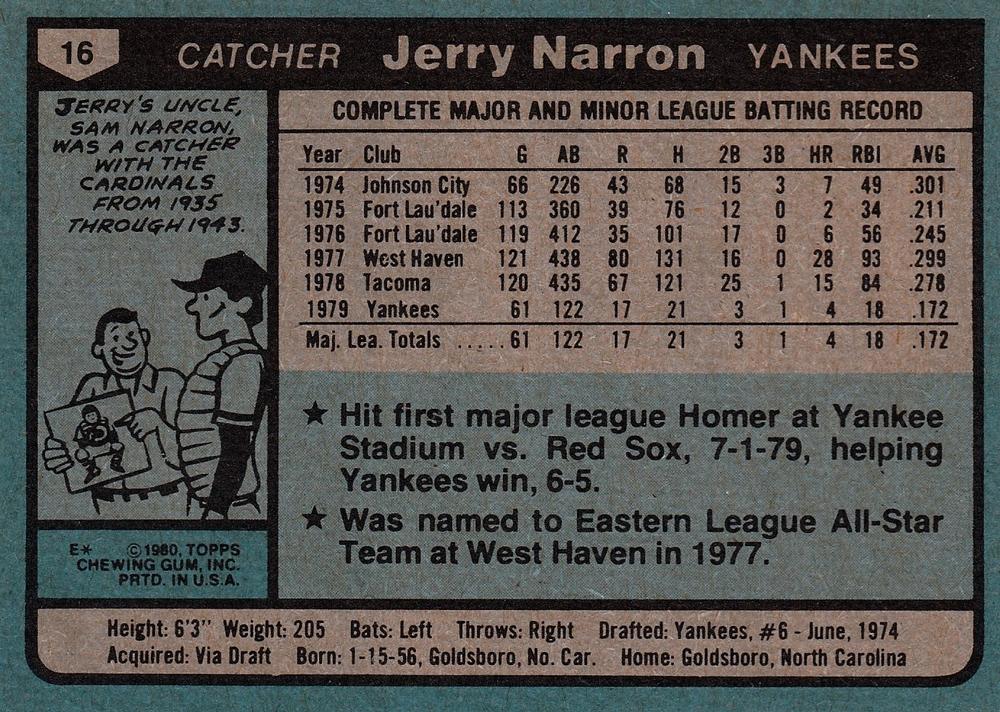 16 CATCHER Jerry Narron YANKEES
JERRY'S UNCLE,
SAM NARRON,
WAS A CATCHER
WITH THE
CARDINALS
FROM 1935
THROUGH 1943.
E* ©1980, TOPPS
CHEWING GUM, INC.
PRTD. IN U.S.A.
COMPLETE MAJOR AND MINOR LEAGUE BATTING RECORD
Year Club G AB R H 2B 3B HR RBI AVG
1974 Johnson City 66 226 43 68 15 3 7 49 .301
1975 Fort Lau'dale 113 360 39 76 12 0 2 34 .211
1976 Fort Lau'dale 119 412 35 101 17 0 6 56 .245
1977 West Haven 121 438 80 131 16 0 28 93 .299
1978 Tacoma 120 435 67 121 25 1 15 84 .278
1979 Yankees 61 122 17 21 3 1 4 18 .172
Maj. Lea. Totals .....61 122 17 21 3 1 4 18 .172
★ Hit first major league Homer at Yankee
Stadium vs. Red Sox, 7-1-79, helping
Yankees win, 6-5.
★ Was named to Eastern League All-Star
Team at West Haven in 1977.
Height: 6'3" Weight: 205 Bats: Left Throws: Right Drafted: Yankees, #6 - June, 1974
Acquired: Via Draft Born: 1-15-56, Goldsboro, No. Car. Home: Goldsboro, North Carolina